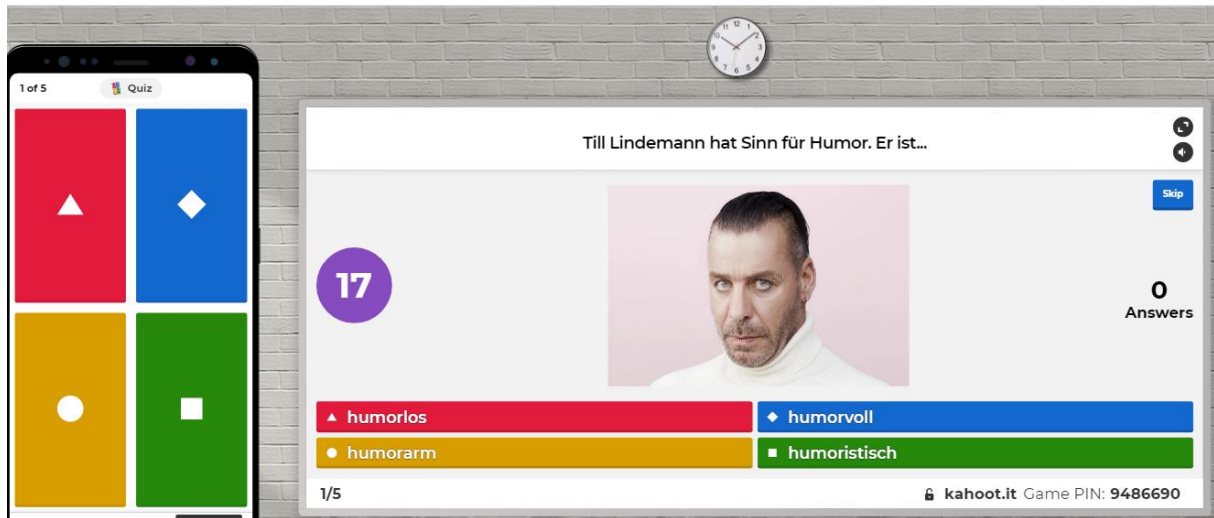 1 of 5 Quiz
Till Lindemann hat Sinn für Humor. Er ist...
Skip
17
0
Answers
humorlos
humorvoll
humorarm
humoristisch
1/5
kahoot.it Game PIN: 9486690